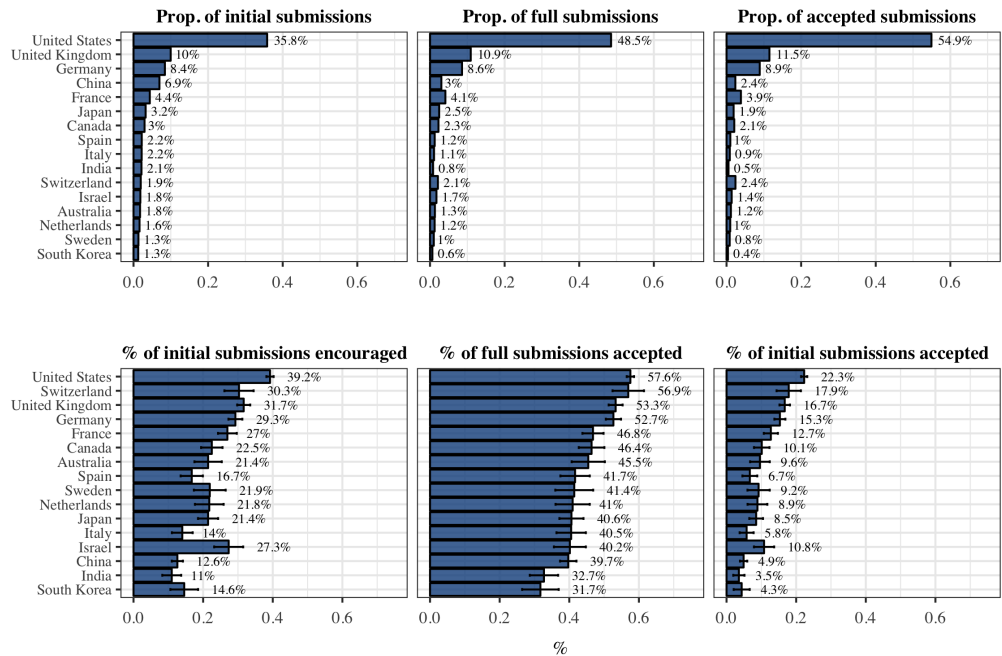 Prop. of initial submissions Prop. of full submissions Prop. of accepted submissions
United States 35.8% 48.5% 54.9%
United Kingdom 10% 10.9% 11.5%
Germany 8.4% 8.6% 8.9%
China 6.9% 3% 2.4%
France 4.4% 4.1% 3.9%
Japan 3.2% 2.5% 1.9%
Canada 3% 2.3% 2.1%
Spain 2.2% 1.2% 1%
Italy 2.2% 1.1% 0.9%
India 2.1% 0.8% 0.5%
Switzerland 1.9% 2.1% 2.4%
Israel 1.8% 1.7% 1.4%
Australia 1.8% 1.3% 1.2%
Netherlands 1.6% 1.2% 1%
Sweden 1.3% 1% 0.8%
South Korea 1.3% 0.6% 0.4%
0.0 0.2 0.4 0.6 0.0 0.2 0.4 0.6 0.0 0.2 0.4 0.6
% of initial submissions encouraged % of full submissions accepted % of initial submissions accepted
United States 39.2% 57.6% 22.3%
Switzerland 30.3% 56.9% 17.9%
United Kingdom 31.7% 53.3% 16.7%
Germany 29.3% 52.7% 15.3%
France 27% 46.8% 12.7%
Canada 22.5% 46.4% 10.1%
Australia 21.4% 45.5% 9.6%
Spain 16.7% 41.7% 6.7%
Sweden 21.9% 41.4% 9.2%
Netherlands 21.8% 41% 8.9%
Japan 21.4% 40.6% 8.5%
Italy 14% 40.5% 5.8%
Israel 27.3% 40.2% 10.8%
China 12.6% 39.7% 4.9%
India 11% 32.7% 3.5%
South Korea 14.6% 31.7% 4.3%
0.0 0.2 0.4 0.6 0.0 0.2 0.4 0.6 0.0 0.2 0.4 0.6
%